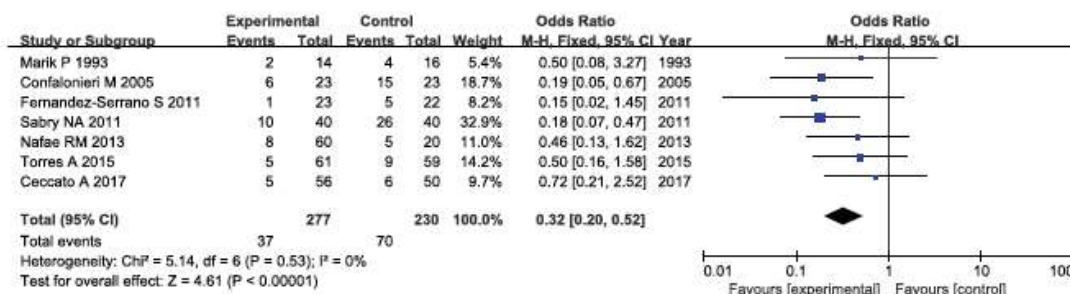 Experimental Control Odds Ratio Odds Ratio
Study or Subgroup Events Total Events Total Weight M-H, Fixed, 95% CI Year M-H, Fixed, 95% CI
Marik P 1993 2 14 4 16 5.4% 0.50 [0.08, 3.27] 1993
Confalonieri M 2005 6 23 15 23 18.7% 0.19 [0.05, 0.67] 2005
Fernandez-Serrano S 2011 1 23 5 22 8.2% 0.15 [0.02, 1.45] 2011
Sabry NA 2011 10 40 26 40 32.9% 0.18 [0.07, 0.47] 2011
Nafae RM 2013 8 60 5 20 11.0% 0.46 [0.13, 1.62] 2013
Torres A 2015 5 61 9 59 14.2% 0.50 [0.16, 1.58] 2015
Ceccato A 2017 5 56 6 50 9.7% 0.72 [0.21, 2.52] 2017
Total (95% CI) 277 230 100.0% 0.32 [0.20, 0.52]
Total events 37 70
Heterogeneity: Chi² = 5.14, df = 6 (P = 0.53); I² = 0%
Test for overall effect: Z = 4.61 (P < 0.00001)
0.01 0.1 1 10 100
Favours [experimental] Favours [control]